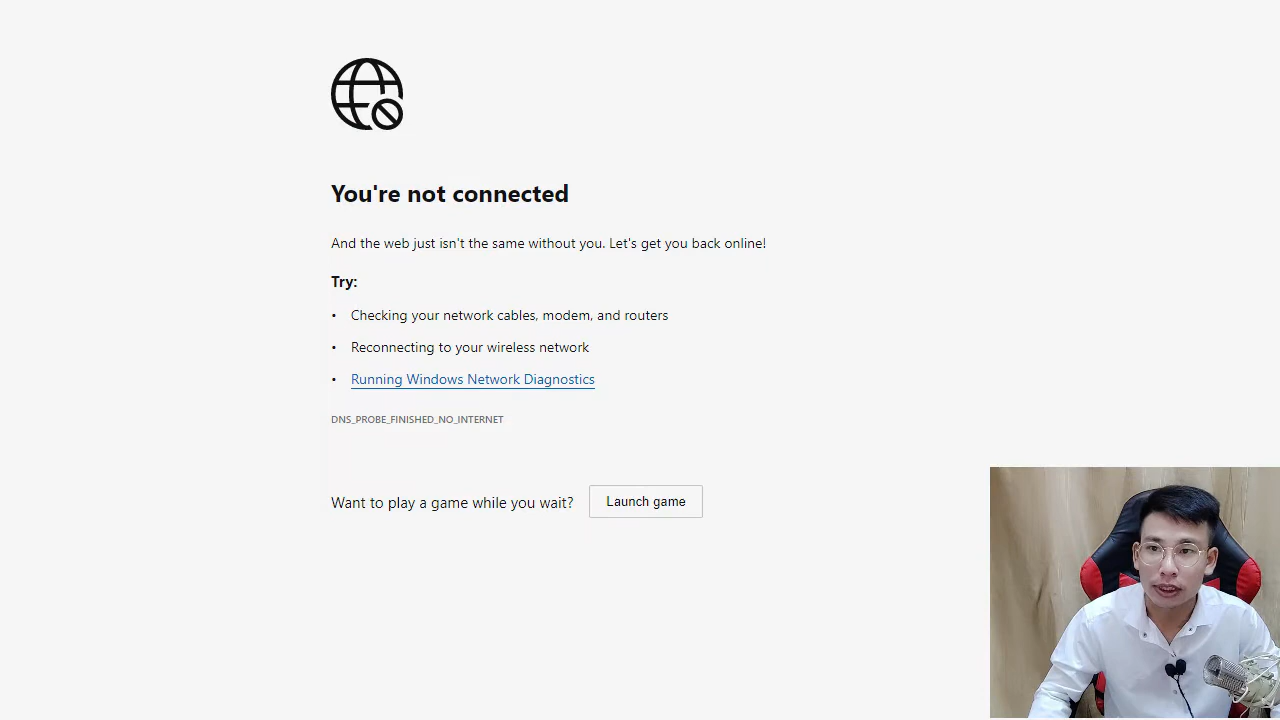 You're not connected
And the web just isn't the same without you. Let's get you back online!
Try:
• Checking your network cables, modem, and routers
• Reconnecting to your wireless network
• Running Windows Network Diagnostics
DNS_PROBE_FINISHED_NO_INTERNET
Want to play a game while you wait? Launch game